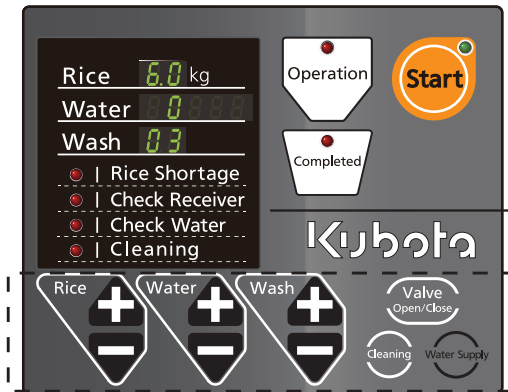 Rice 6.0 kg
Water 0
Wash 03
| Rice Shortage
| Check Receiver
| Check Water
| Cleaning
Operation
Start
Completed
Kubota
Rice
Water
Wash
Valve
Open/Close
Cleaning
Water Supply